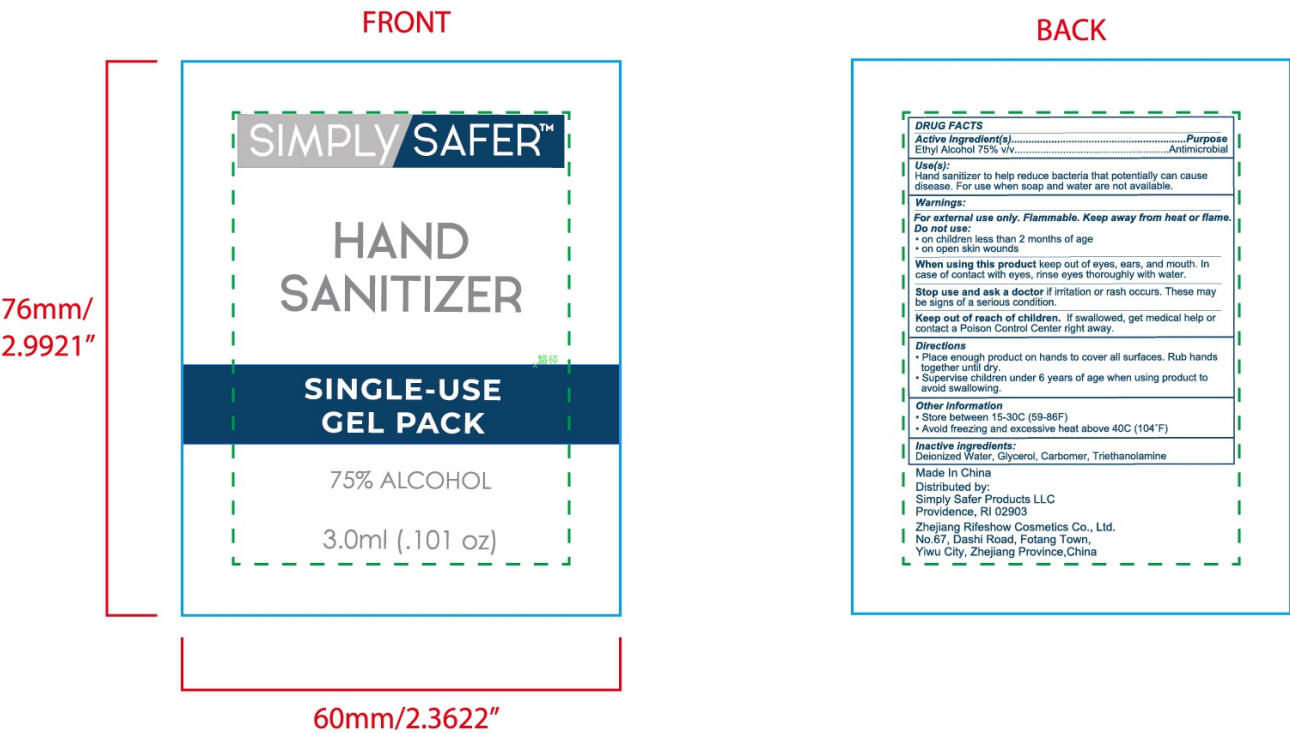 FRONT
SIMPLY/SAFER™
HAND
SANITIZER
路径
SINGLE-USE
GEL PACK
75% ALCOHOL
3.0ml (.101 oz)
76mm/
2.9921"
60mm/2.3622"
BACK
DRUG FACTS
Active Ingredient(s)............................................................Purpose
Ethyl Alcohol 75% v/v....................................................Antimicrobial
Use(s):
Hand sanitizer to help reduce bacteria that potentially can cause
disease. For use when soap and water are not available.
Warnings:
For external use only. Flammable. Keep away from heat or flame.
Do not use:
• on children less than 2 months of age
• on open skin wounds
When using this product keep out of eyes, ears, and mouth. In
case of contact with eyes, rinse eyes thoroughly with water.
Stop use and ask a doctor if irritation or rash occurs. These may
be signs of a serious condition.
Keep out of reach of children. If swallowed, get medical help or
contact a Poison Control Center right away.
Directions
• Place enough product on hands to cover all surfaces. Rub hands
together until dry.
• Supervise children under 6 years of age when using product to
avoid swallowing.
Other information
• Store between 15-30C (59-86F)
• Avoid freezing and excessive heat above 40C (104˚F)
Inactive ingredients:
Deionized Water, Glycerol, Carbomer, Triethanolamine
Made In China
Distributed by:
Simply Safer Products LLC
Providence, RI 02903
Zhejiang Rifeshow Cosmetics Co., Ltd.
No.67, Dashi Road, Fotang Town,
Yiwu City, Zhejiang Province,China